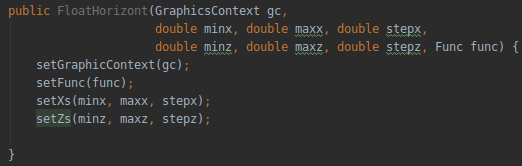 public FloatHorizont(GraphicsContext gc,
double minx, double maxx, double stepx,
double minz, double maxz, double stepz, Func func) {
setGraphicContext(gc);
setFunc(func);
setXs(minx, maxx, stepx);
setZs(minz, maxz, stepz);
}